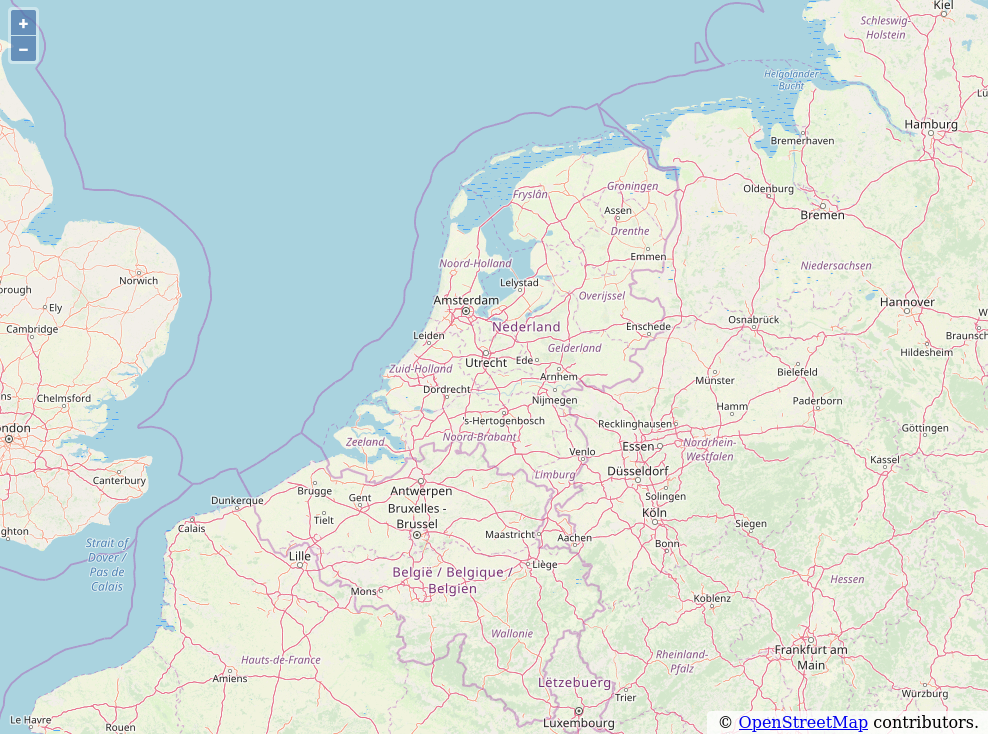 +
−
Kiel
Schleswig-
Holstein
Helgoländer
Bucht
Lü
Hamburg
Bremerhaven
Groningen
Oldenburg
Fryslân
Assen
Bremen
Drenthe
Emmen
Noord-Holland
Niedersachsen
Norwich
Lelystad
orough
Overijssel
Amsterdam
Hannover
Ely
W
Osnabrück
Cambridge
Nederland
Enschede
Leiden
Braunsch
Gelderland
Hildesheim
Utrecht
Ede
Zuid-Holland
Bielefeld
Arnhem
Münster
Dordrecht
ns
Chelmsford
Nijmegen
Paderborn
Hamm
's-Hertogenbosch
Recklinghausen
ondon
Göttingen
Noord-Brabant
Zeeland
Essen
Nordrhein-
Westfalen
Venlo
Kassel
Düsseldorf
Limburg
Canterbury
Brugge
Antwerpen
Gent
Solingen
Dunkerque
Bruxelles -
Brussel
Köln
Tielt
Siegen
Calais
ghton
Maastricht
Aachen
Strait of
Dover /
Pas de
Calais
Bonn
Lille
Liège
België / Belgique /
Belgien
Hessen
Mons
Koblenz
Wallonie
Frankfurt am
Main
Hauts-de-France
Rheinland-
Pfalz
Amiens
Lëtzebuerg
Trier
Würzburg
Le Havre
Rouen
Luxembourg
© OpenStreetMap contributors.